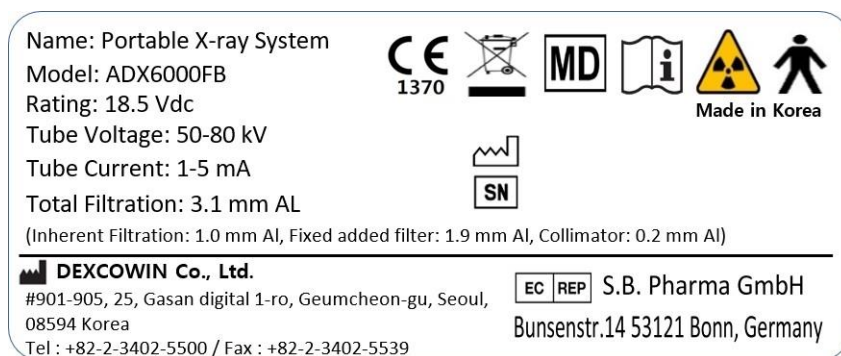 Name: Portable X-ray System
Model: ADX6000FB
Rating: 18.5 Vdc
Tube Voltage: 50-80 kV
Tube Current: 1-5 mA
Total Filtration: 3.1 mm AL
(Inherent Filtration: 1.0 mm Al, Fixed added filter: 1.9 mm Al, Collimator: 0.2 mm Al)
CE
1370
MD
i
Made in Korea
SN
DEXCOWIN Co., Ltd.
#901-905, 25, Gasan digital 1-ro, Geumcheon-gu, Seoul,
08594 Korea
Tel : +82-2-3402-5500 / Fax : +82-2-3402-5539
EC REP S.B. Pharma GmbH
Bunsenstr.14 53121 Bonn, Germany